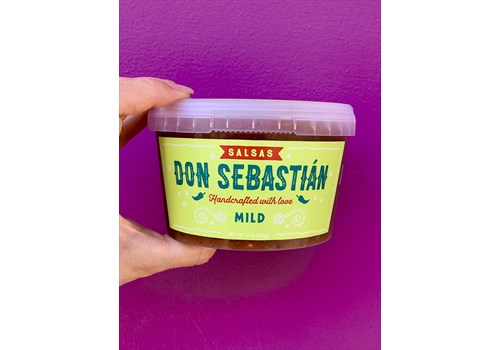 SALSAS
DON SEBASTIÁN
Handcrafted with love
MILD